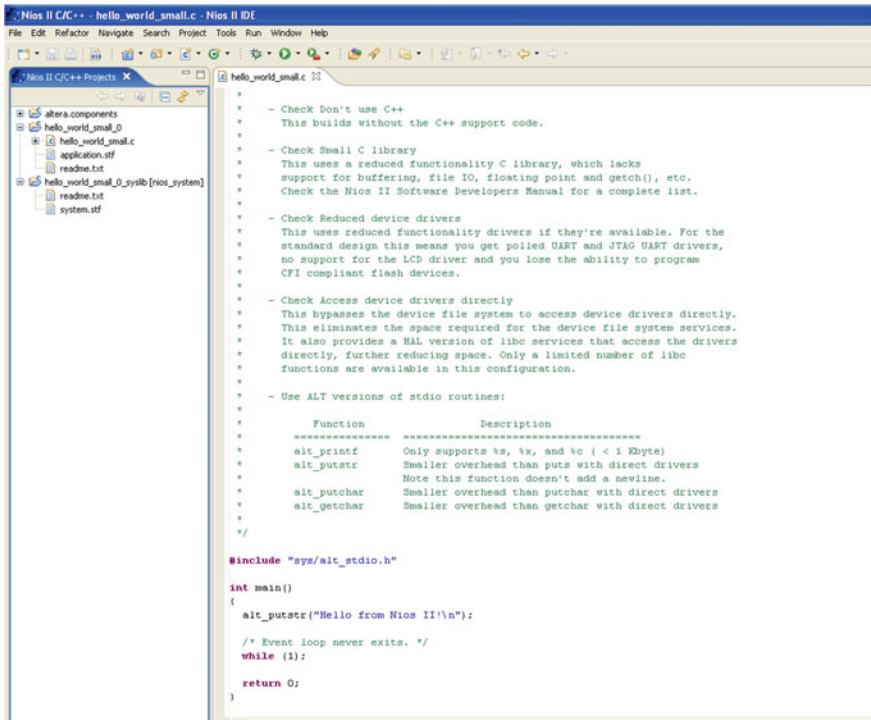 Nios II C/C++ - hello_world_small.c - Nios II IDE
File Edit Refactor Navigate Search Project Tools Run Window Help
Nios II C/C++ Projects
altera.components
hello_world_small_0
hello_world_small.c
application.stf
readme.txt
hello_world_small_0_syslib [nios_system]
readme.txt
system.stf
hello_world_small.c
*
* - Check Don't use C++
* This builds without the C++ support code.
*
* - Check Small C library
* This uses a reduced functionality C library, which lacks
* support for buffering, file IO, floating point and getch(), etc.
* Check the Nios II Software Developers Manual for a complete list.
*
* - Check Reduced device drivers
* This uses reduced functionality drivers if they're available. For the
* standard design this means you get polled UART and JTAG UART drivers,
* no support for the LCD driver and you lose the ability to program
* CFI compliant flash devices.
*
* - Check Access device drivers directly
* This bypasses the device file system to access device drivers directly.
* This eliminates the space required for the device file system services.
* It also provides a HAL version of libc services that access the drivers
* directly, further reducing space. Only a limited number of libc
* functions are available in this configuration.
*
* - Use ALT versions of stdio routines:
*
* Function Description
* =============== =====================================
* alt_printf Only supports %s, %x, and %c ( < 1 Kbyte)
* alt_putstr Smaller overhead than puts with direct drivers
* Note this function doesn't add a newline.
* alt_putchar Smaller overhead than putchar with direct drivers
* alt_getchar Smaller overhead than getchar with direct drivers
*
*/
#include "sys/alt_stdio.h"
int main()
{
alt_putstr("Hello from Nios II!\n");
/* Event loop never exits. */
while (1);
return 0;
}